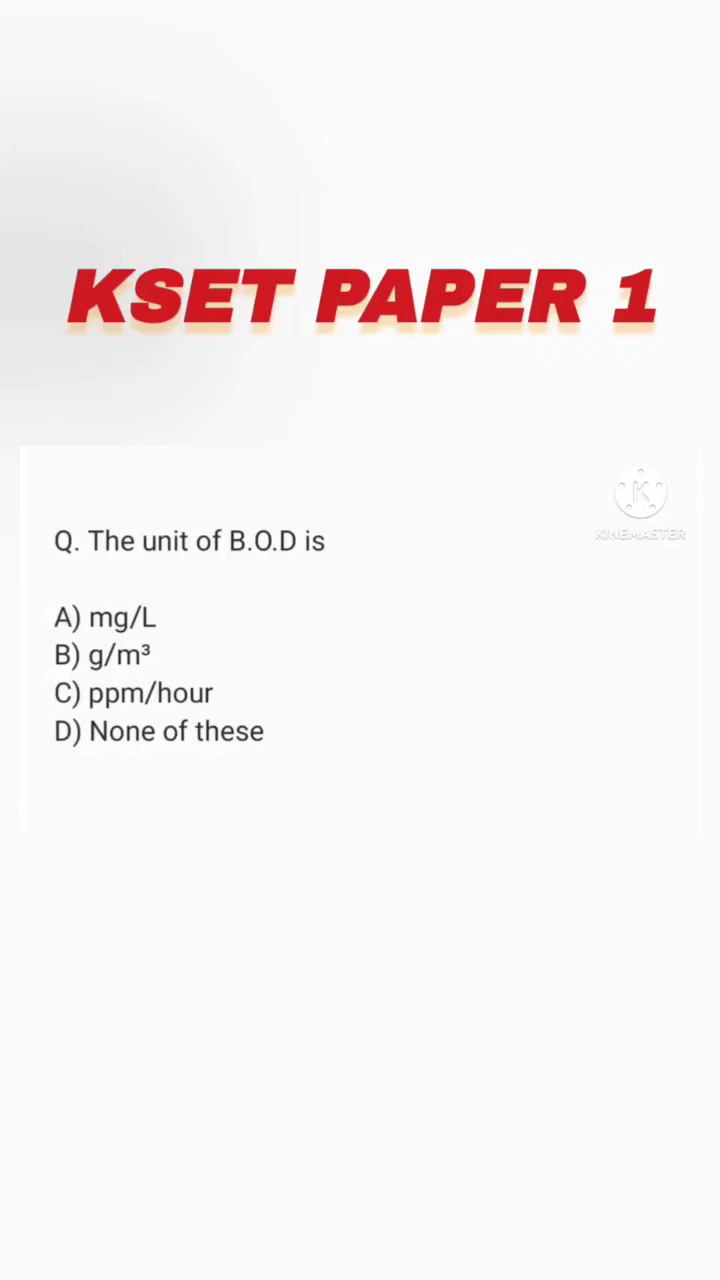 KSET PAPER 1
KINEMASTER
Q. The unit of B.O.D is
A) mg/L
B) g/m³
C) ppm/hour
D) None of these